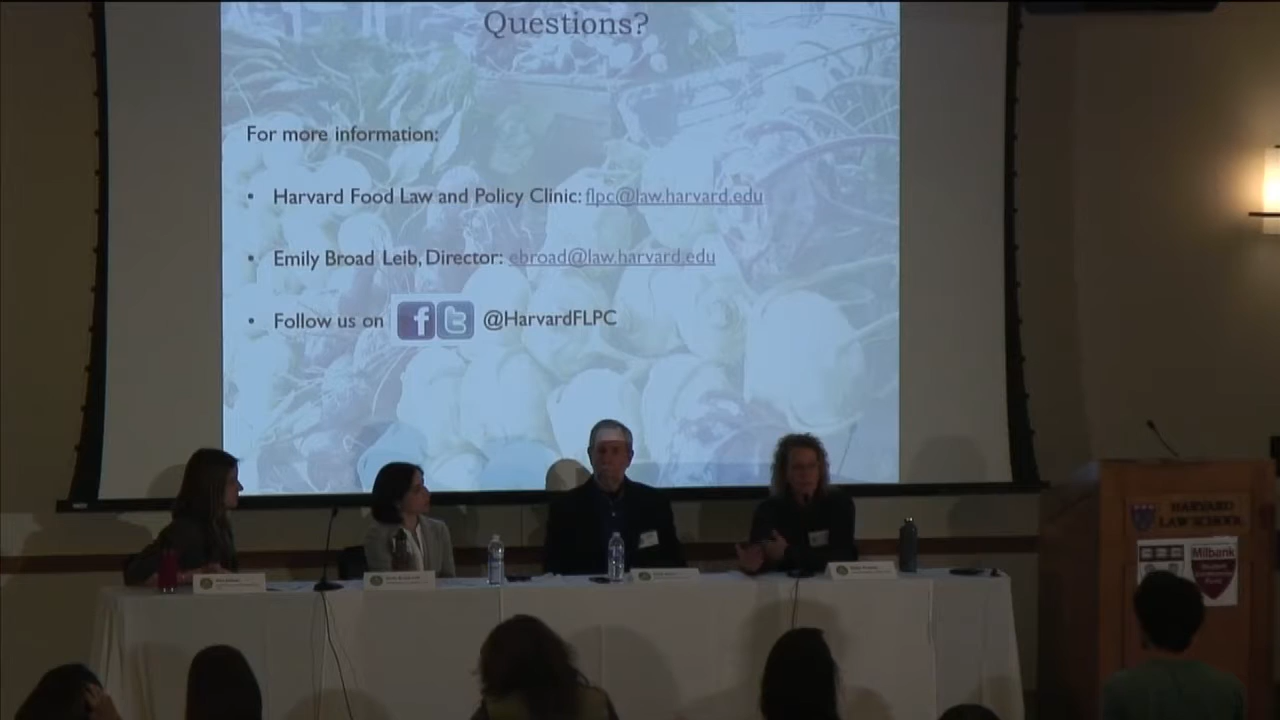 Questions?
For more information:
• Harvard Food Law and Policy Clinic: flpc@law.harvard.edu
• Emily Broad Leib, Director: ebroad@law.harvard.edu
• Follow us on f t @HarvardFLPC
HARVARD
LAW SCHOOL
Milbank